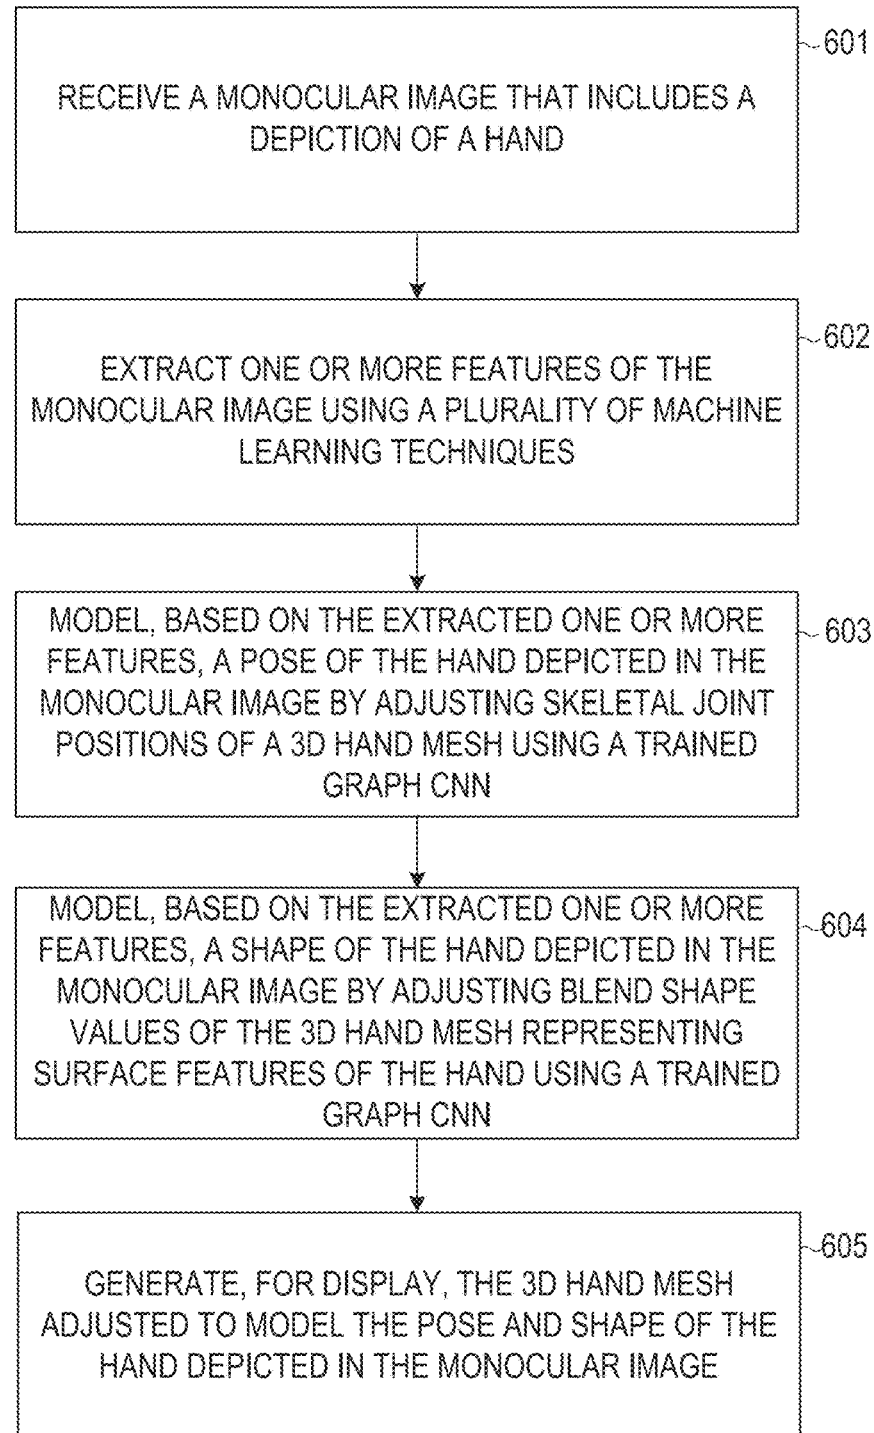 601
RECEIVE A MONOCULAR IMAGE THAT INCLUDES A
DEPICTION OF A HAND
602
EXTRACT ONE OR MORE FEATURES OF THE
MONOCULAR IMAGE USING A PLURALITY OF MACHINE
LEARNING TECHNIQUES
603
MODEL, BASED ON THE EXTRACTED ONE OR MORE
FEATURES, A POSE OF THE HAND DEPICTED IN THE
MONOCULAR IMAGE BY ADJUSTING SKELETAL JOINT
POSITIONS OF A 3D HAND MESH USING A TRAINED
GRAPH CNN
604
MODEL, BASED ON THE EXTRACTED ONE OR MORE
FEATURES, A SHAPE OF THE HAND DEPICTED IN THE
MONOCULAR IMAGE BY ADJUSTING BLEND SHAPE
VALUES OF THE 3D HAND MESH REPRESENTING
SURFACE FEATURES OF THE HAND USING A TRAINED
GRAPH CNN
605
GENERATE, FOR DISPLAY, THE 3D HAND MESH
ADJUSTED TO MODEL THE POSE AND SHAPE OF THE
HAND DEPICTED IN THE MONOCULAR IMAGE